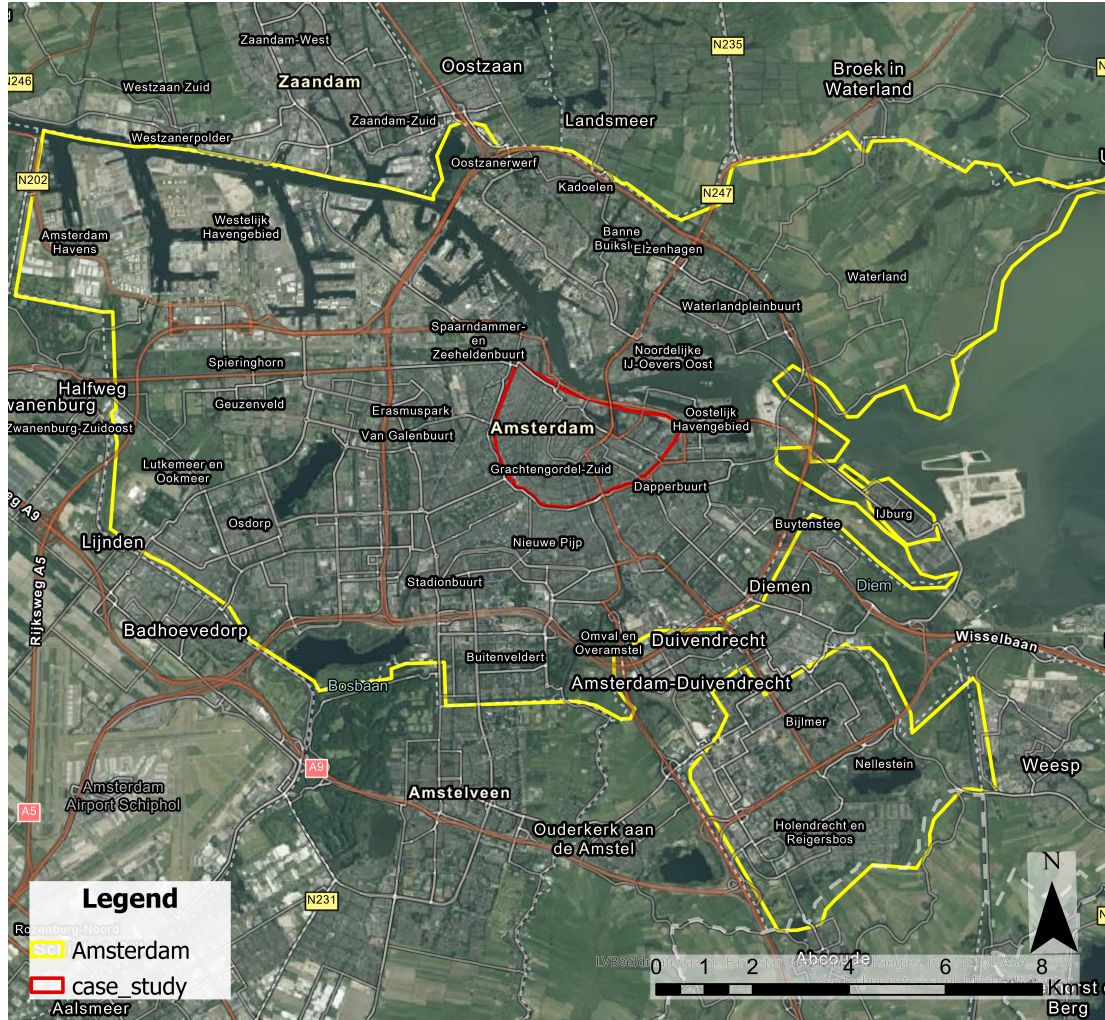 Zaandam-West
Oostzaan
N235
Broek in
Waterland
N246
Westzaan Zuid
Zaandam
Zaandam-Zuid
Landsmeer
Westzanerpolder
Oostzanerwerf
N202
Kadoelen
N247
Westelijk
Havengebied
Amsterdam
Havens
Banne
Elzenhagen
Waterland
Waterlandpleinbuurt
Spaarndammer-
en
Zeeheldenbuurt
Noordelijke
IJ-Oevers Oost
Spieringhorn
Halfweg
wanenburg
Geuzenveld
Erasmuspark
Oostelijk
Havengebied
Zwanenburg-Zuidoost
Van Galenbuurt
Amsterdam
Lutkemeer en
Ookmeer
Grachtengordel-Zuid
Dapperbuurt
eg A9
Osdorp
IJburg
Buytenstee
Lijnden
Nieuwe Pijp
Rijksweg A5
Stadionbuurt
Diemen
Diem
Badhoevedorp
Omval en
Overamstel
Duivendrecht
Wisselbaan
Buitenveldert
Bosbaan
Amsterdam-Duivendrecht
Bijlmer
A9
Nellestein
Weesp
Amsterdam
Airport Schiphol
A5
Amstelveen
Ouderkerk aan
de Amstel
Holendrecht en
Reigersbos
N
Legend
N231
Rozenburg-Noord
Amsterdam
Abcoude
case_study
0 1 2 4 6 8
Km
Aalsmeer
Berg